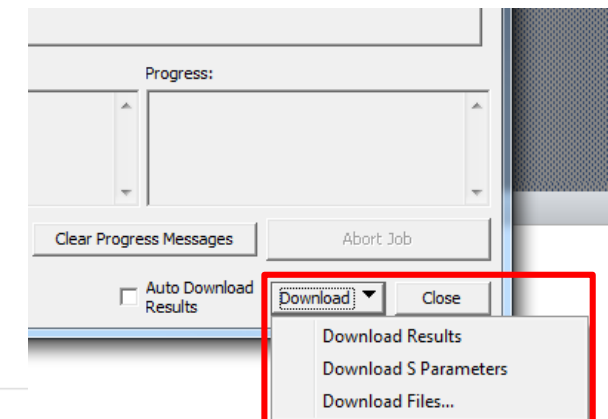 Progress:
Clear Progress Messages
Abort Job
Auto Download
Results
Download
Close
Download Results
Download S Parameters
Download Files...